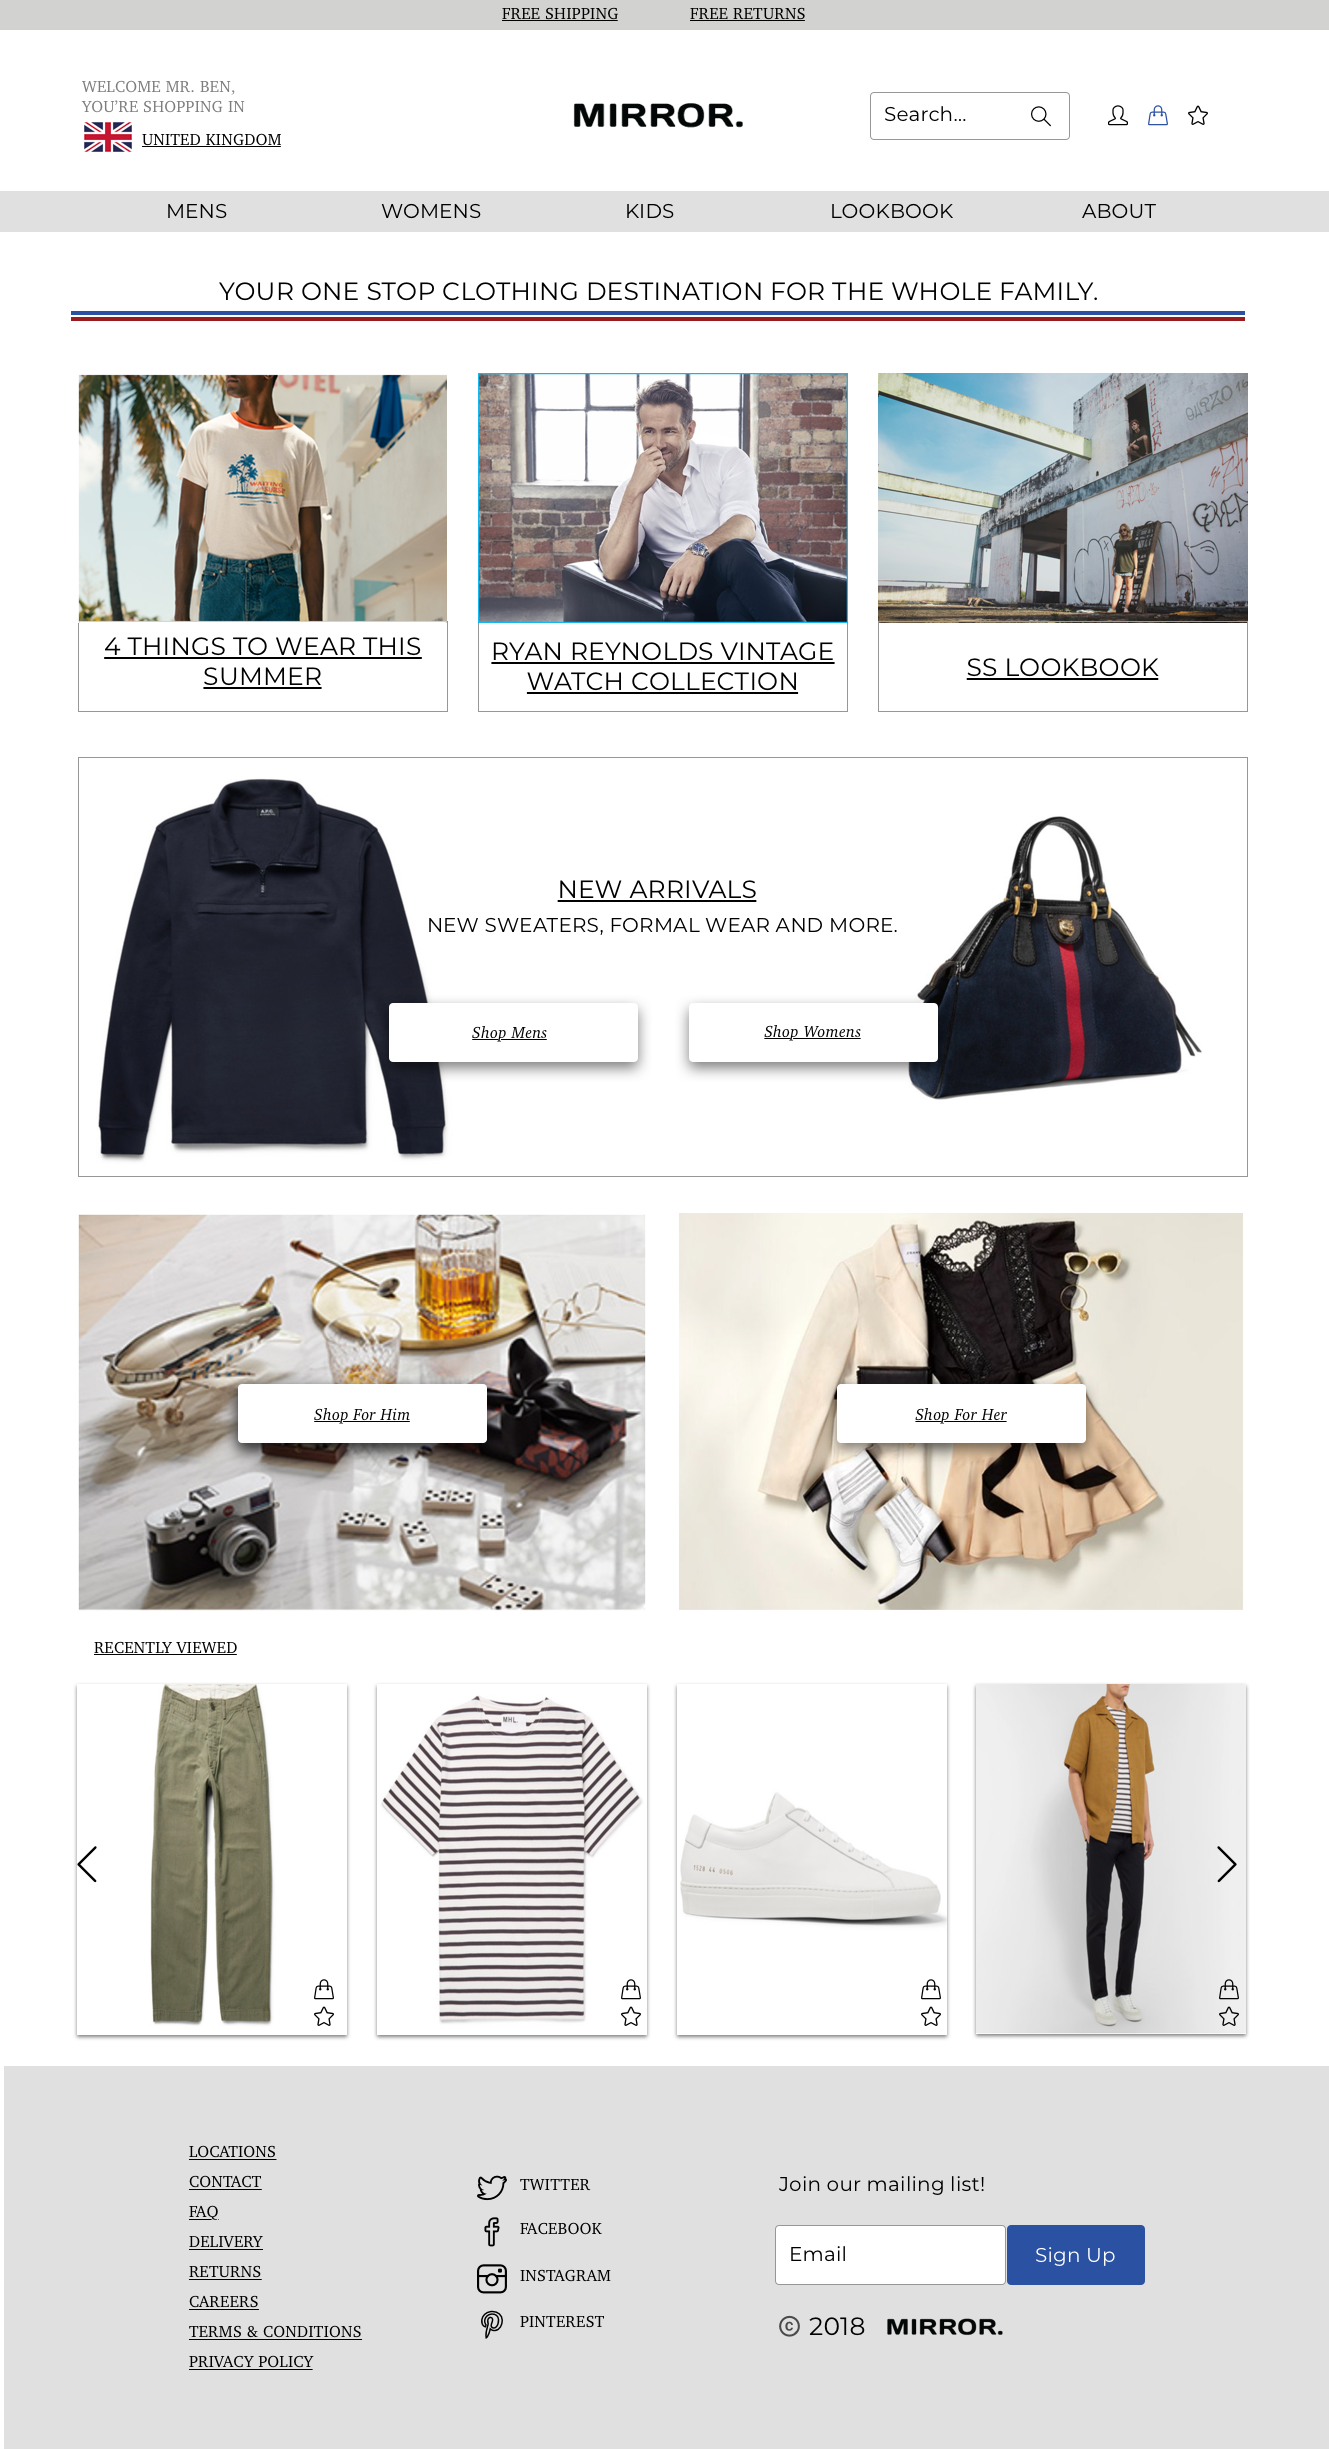 FREE SHIPPING FREE RETURNS
WELCOME MR. BEN,
YOU'RE SHOPPING IN
UNITED KINGDOM
MIRROR.
Search...
MENS WOMENS KIDS LOOKBOOK ABOUT
YOUR ONE STOP CLOTHING DESTINATION FOR THE WHOLE FAMILY.
OTEL
WAITING
4 THINGS TO WEAR THIS
SUMMER
RYAN REYNOLDS VINTAGE
WATCH COLLECTION
SS LOOKBOOK
A.P.C.
NEW ARRIVALS
NEW SWEATERS, FORMAL WEAR AND MORE.
Shop Mens
Shop Womens
Shop For Him
Shop For Her
RECENTLY VIEWED
MHL.
LOCATIONS
CONTACT
FAQ
DELIVERY
RETURNS
CAREERS
TERMS & CONDITIONS
PRIVACY POLICY
TWITTER
FACEBOOK
INSTAGRAM
PINTEREST
Join our mailing list!
Email
Sign Up
© 2018 MIRROR.